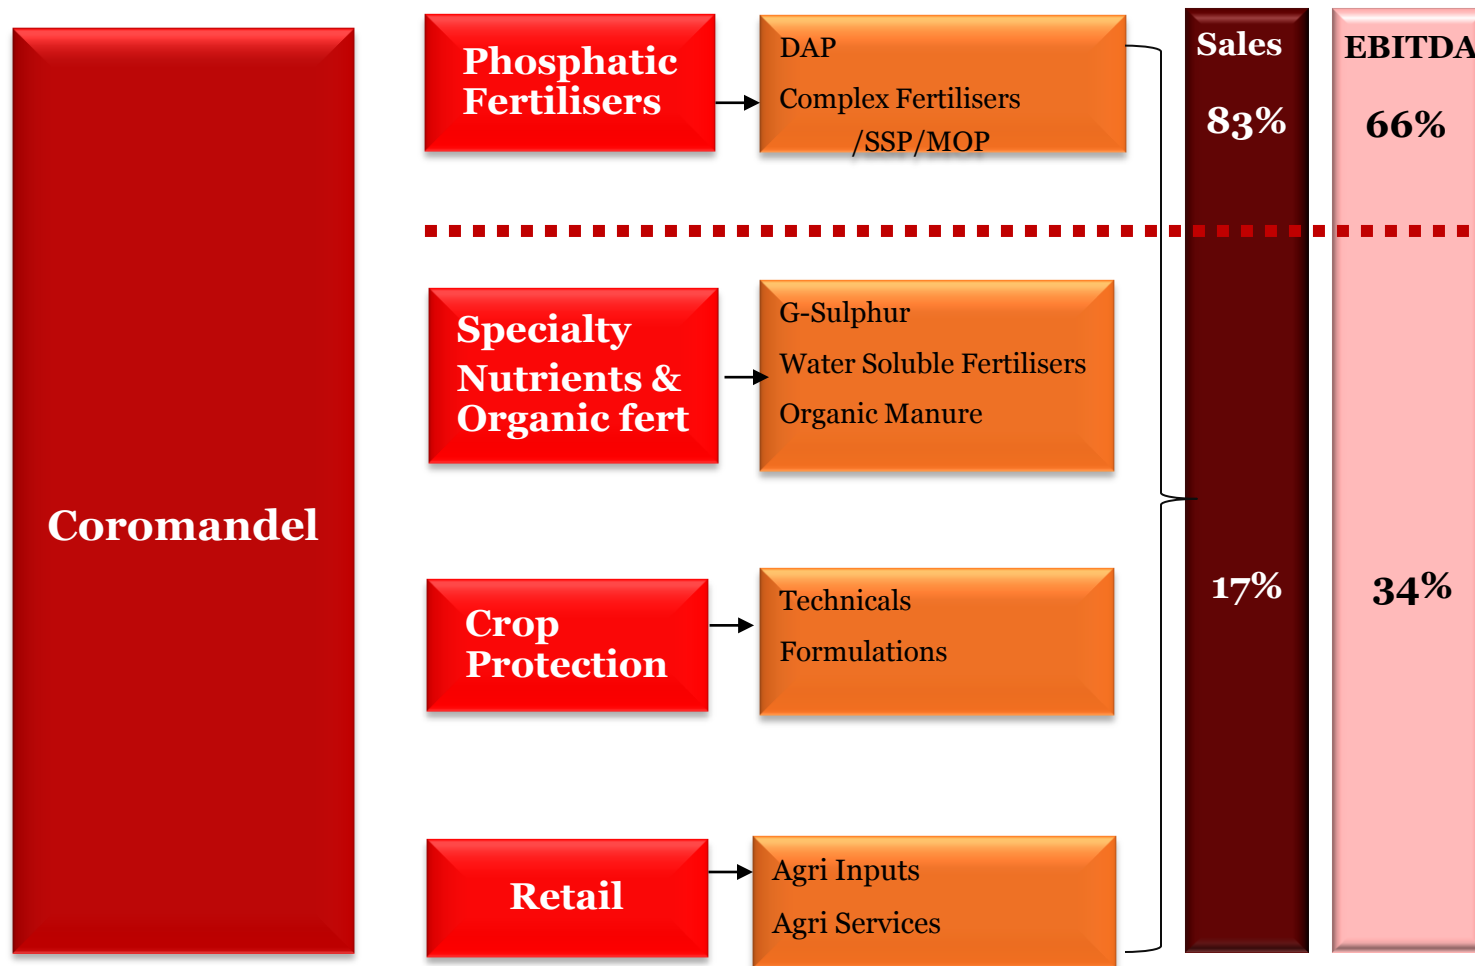 Coromandel
Phosphatic
Fertilisers
DAP
Complex Fertilisers
/SSP/MOP
Sales
83%
EBITDA
66%
Specialty
Nutrients &
Organic fert
G-Sulphur
Water Soluble Fertilisers
Organic Manure
Crop
Protection
Technicals
Formulations
17%
34%
Retail
Agri Inputs
Agri Services